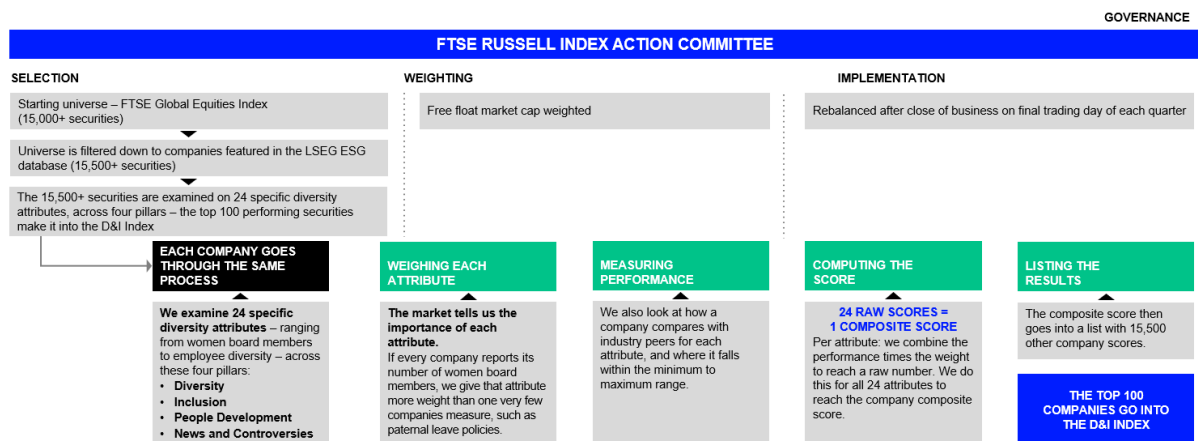 GOVERNANCE
FTSE RUSSELL INDEX ACTION COMMITTEE
SELECTION
Starting universe – FTSE Global Equities Index
(15,000+ securities)
Universe is filtered down to companies featured in the LSEG ESG
database (15,500+ securities)
The 15,500+ securities are examined on 24 specific diversity
attributes, across four pillars – the top 100 performing securities
make it into the D&I Index
WEIGHTING
Free float market cap weighted
IMPLEMENTATION
Rebalanced after close of business on final trading day of each quarter
EACH COMPANY GOES
THROUGH THE SAME
PROCESS
We examine 24 specific
diversity attributes – ranging
from women board members
to employee diversity – across
these four pillars:
• Diversity
• Inclusion
• People Development
• News and Controversies
WEIGHING EACH
ATTRIBUTE
The market tells us the
importance of each
attribute.
If every company reports its
number of women board
members, we give that attribute
more weight than one very few
companies measure, such as
paternal leave policies.
MEASURING
PERFORMANCE
We also look at how a
company compares with
industry peers for each
attribute, and where it falls
within the minimum to
maximum range.
COMPUTING THE
SCORE
24 RAW SCORES =
1 COMPOSITE SCORE
Per attribute: we combine the
performance times the weight
to reach a raw number. We do
this for all 24 attributes to
reach the company composite
score.
LISTING THE
RESULTS
The composite score then
goes into a list with 15,500
other company scores.
THE TOP 100
COMPANIES GO INTO
THE D&I INDEX